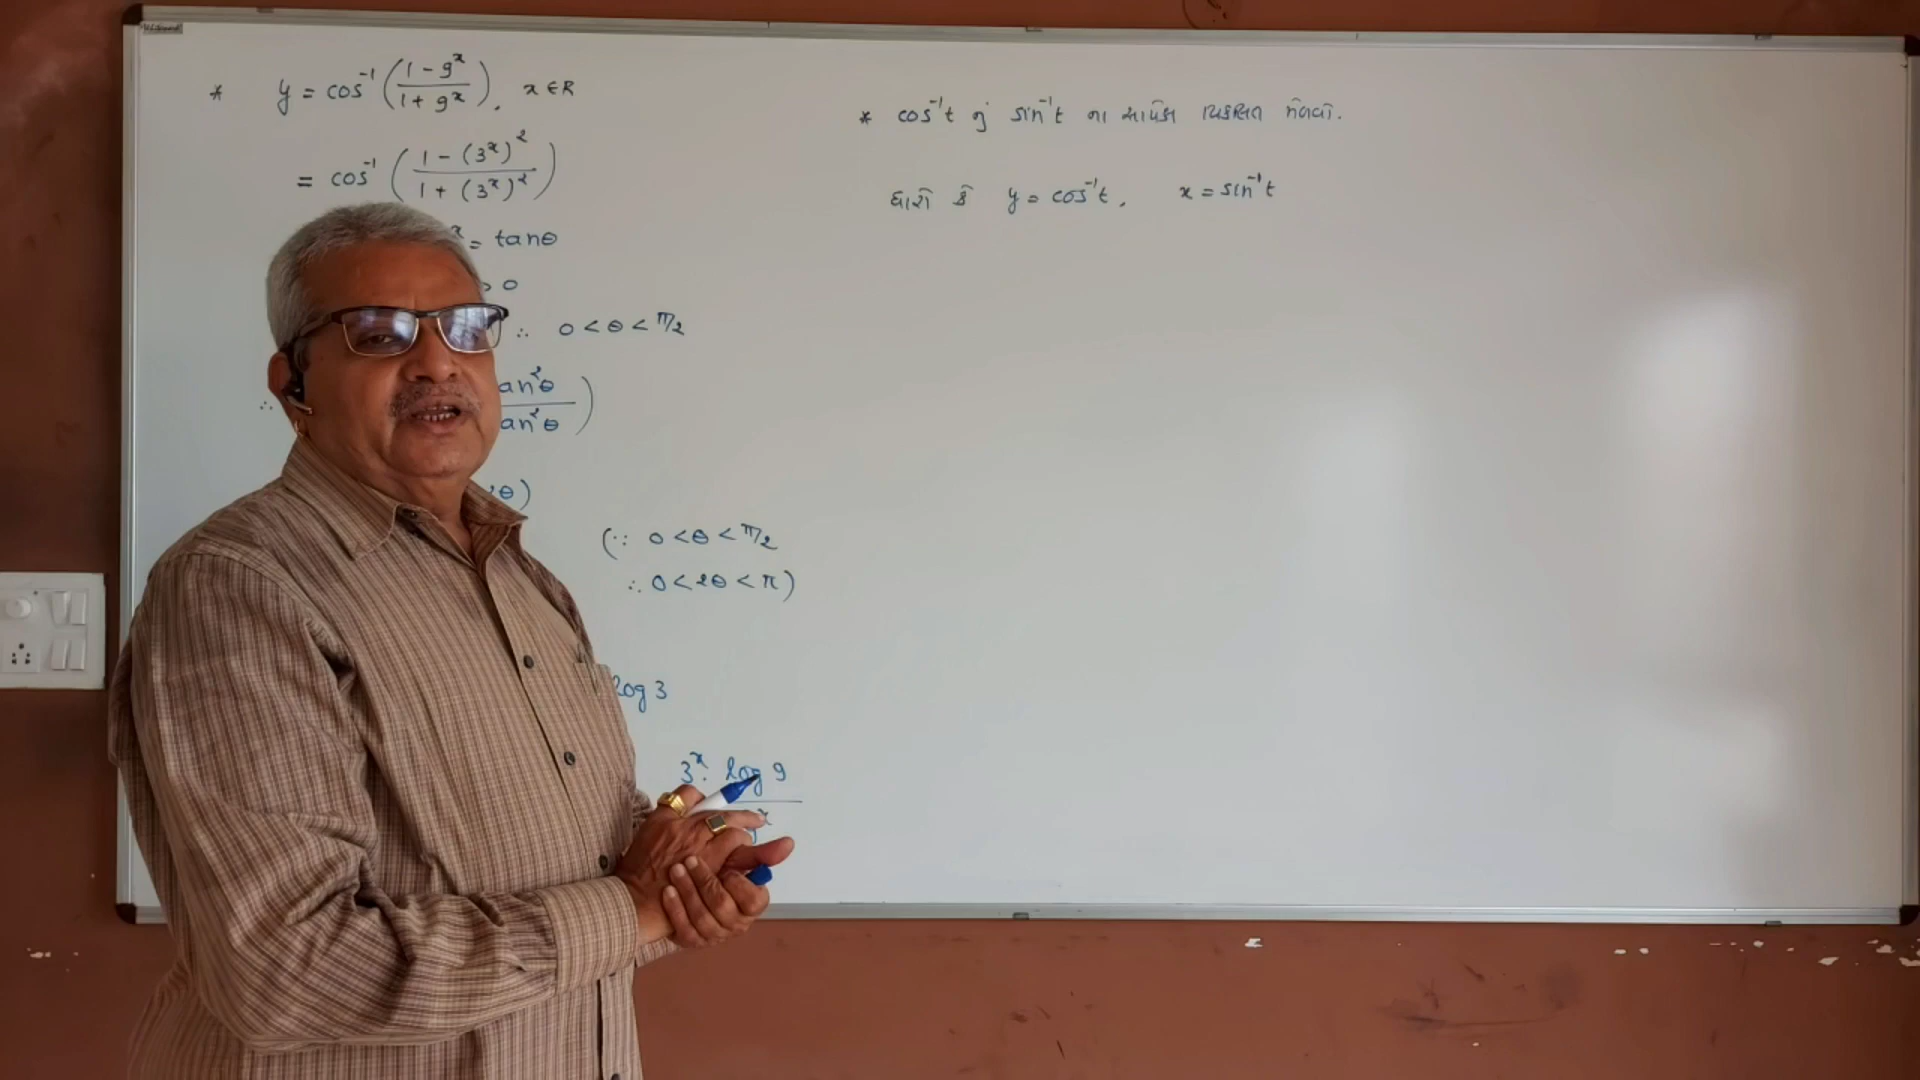 * y = cos⁻¹ (1 - 9ˣ / 1 + 9ˣ), x ∈ R
= cos⁻¹ (1 - (3ˣ)² / 1 + (3ˣ)²)
ˣ = tanθ
> 0
∴ 0 < θ < π/2
∴ an²θ / an²θ )
2θ)
(∵ 0 < θ < π/2
∴ 0 < 2θ < π)
log 3
3ˣ · log 9
ˣ
* cos⁻¹t નું sin⁻¹t ના સાપેક્ષ વિકલિત મેળવો.
ધારો કે y = cos⁻¹t, x = sin⁻¹t